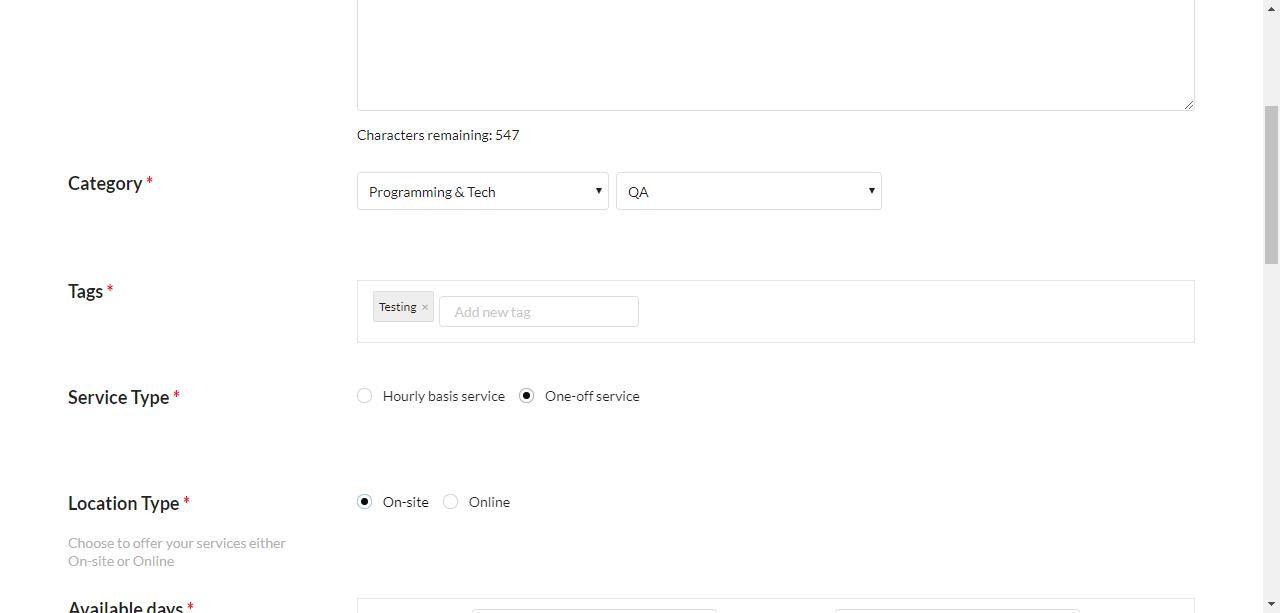 Characters remaining: 547
Category *
Programming & Tech
QA
Tags *
Testing ×
Add new tag
Service Type *
Hourly basis service
One-off service
Location Type *
On-site
Online
Choose to offer your services either
On-site or Online
Available days *